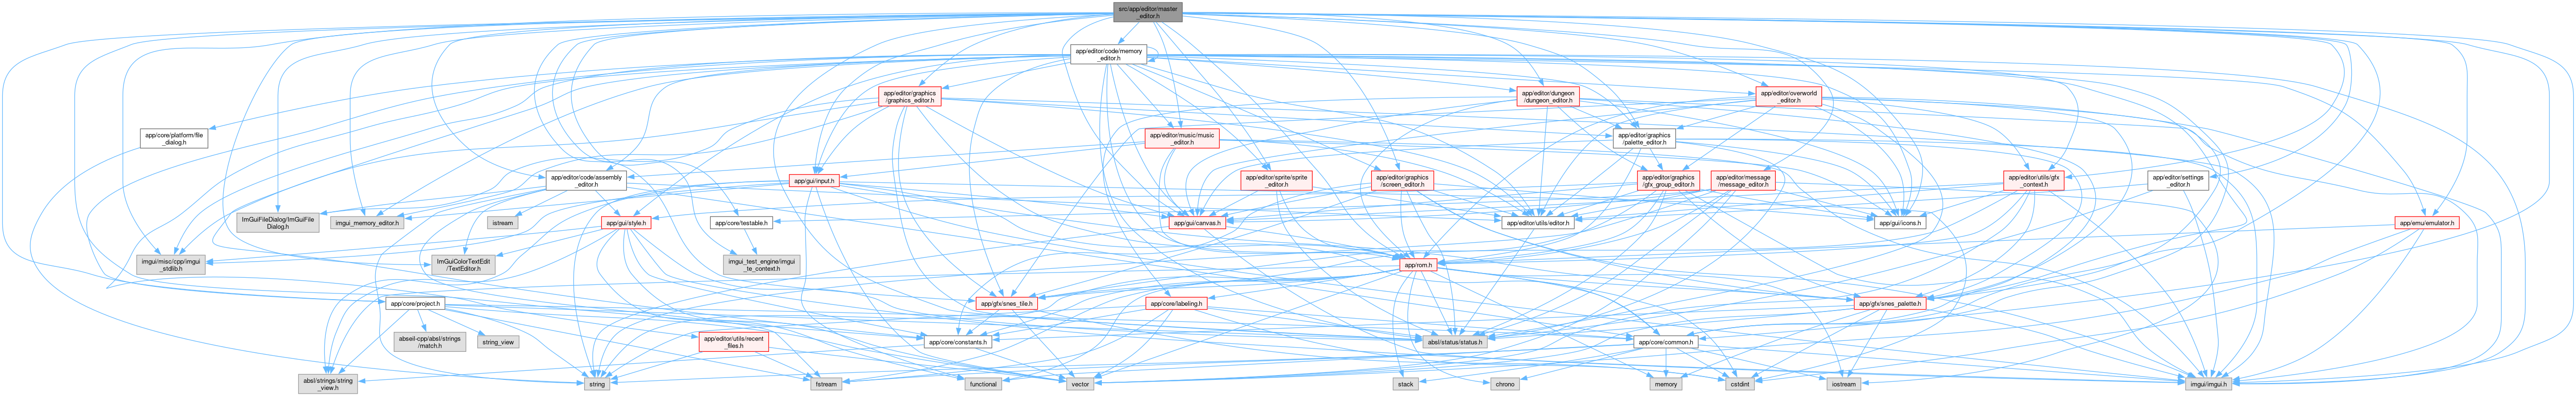 src/app/editor/master
_editor.h
app/editor/code/memory
_editor.h
app/editor/graphics
/graphics_editor.h
app/editor/dungeon
/dungeon_editor.h
app/editor/overworld
_editor.h
app/core/platform/file
_dialog.h
app/editor/music/music
_editor.h
app/editor/graphics
/palette_editor.h
app/editor/code/assembly
_editor.h
app/gui/input.h
app/editor/sprite/sprite
_editor.h
app/editor/graphics
/screen_editor.h
app/editor/graphics
/gfx_group_editor.h
app/editor/message
/message_editor.h
app/editor/utils/gfx
_context.h
app/editor/settings
_editor.h
ImGuiFileDialog/ImGuiFile
Dialog.h
imgui_memory_editor.h
istream
app/gui/style.h
app/core/testable.h
app/gui/canvas.h
app/editor/utils/editor.h
app/gui/icons.h
app/emu/emulator.h
imgui/misc/cpp/imgui
_stdlib.h
ImGuiColorTextEdit
/TextEditor.h
imgui_test_engine/imgui
_te_context.h
app/rom.h
app/core/project.h
app/gfx/snes_tile.h
app/core/labeling.h
app/gfx/snes_palette.h
abseil-cpp/absl/strings
/match.h
string_view
app/editor/utils/recent
_files.h
app/core/constants.h
absl/status/status.h
app/core/common.h
absl/strings/string
_view.h
string
fstream
functional
vector
stack
chrono
memory
cstdint
iostream
imgui/imgui.h